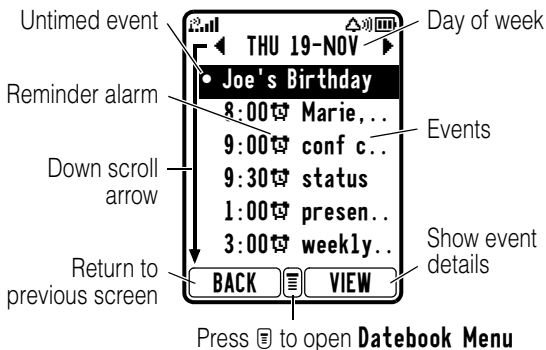 Untimed event
Day of week
THU 19-NOV
Joe's Birthday
Reminder alarm
8:00 Marie,..
Events
9:00 conf c..
Down scroll
arrow
9:30 status
1:00 presen..
3:00 weekly..
Show event
details
Return to
previous screen
BACK VIEW
Press to open Datebook Menu